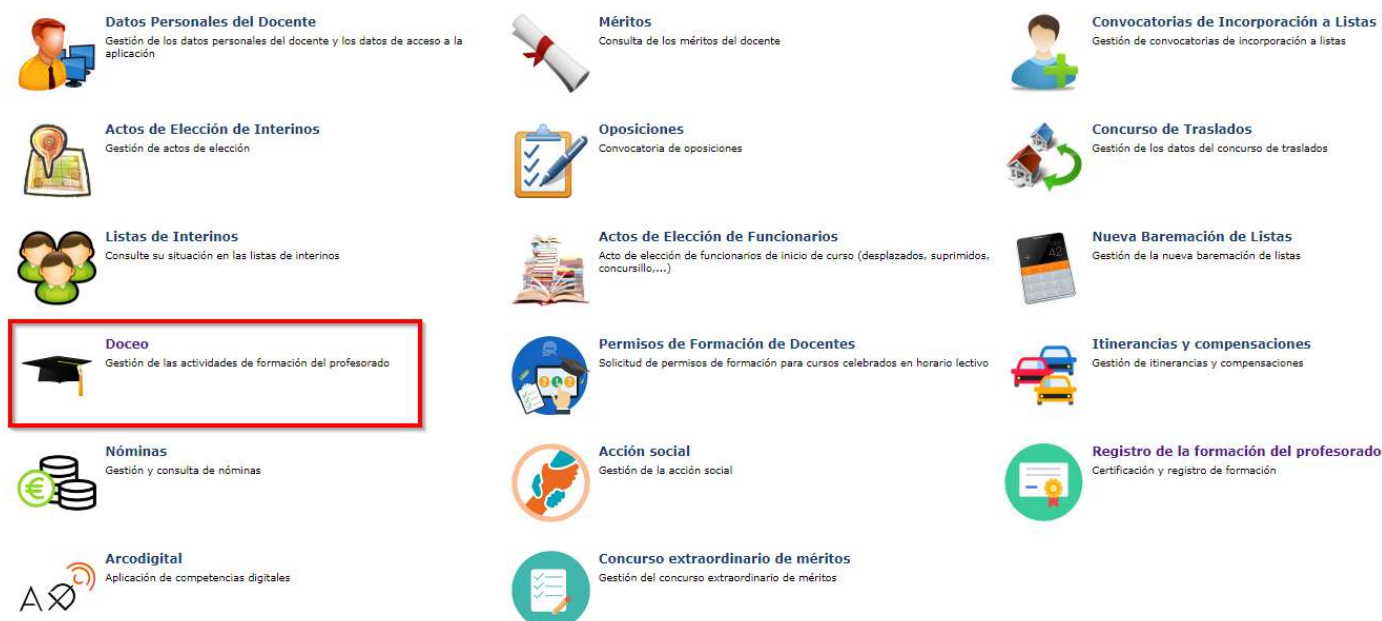 Datos Personales del Docente
Gestión de los datos personales del docente y los datos de acceso a la
aplicación
Méritos
Consulta de los méritos del docente
Convocatorias de Incorporación a Listas
Gestión de convocatorias de incorporación a listas
Actos de Elección de Interinos
Gestión de actos de elección
Oposiciones
Convocatoria de oposiciones
Concurso de Traslados
Gestión de los datos del concurso de traslados
Listas de Interinos
Consulte su situación en las listas de interinos
Actos de Elección de Funcionarios
Acto de elección de funcionarios de inicio de curso (desplazados, suprimidos,
concursillo,...)
Nueva Baremación de Listas
Gestión de la nueva baremación de listas
Doceo
Gestión de las actividades de formación del profesorado
Permisos de Formación de Docentes
Solicitud de permisos de formación para cursos celebrados en horario lectivo
Itinerancias y compensaciones
Gestión de itinerancias y compensaciones
Nóminas
Gestión y consulta de nóminas
Acción social
Gestión de la acción social
Registro de la formación del profesorado
Certificación y registro de formación
Arcodigital
Aplicación de competencias digitales
Concurso extraordinario de méritos
Gestión del concurso extraordinario de méritos